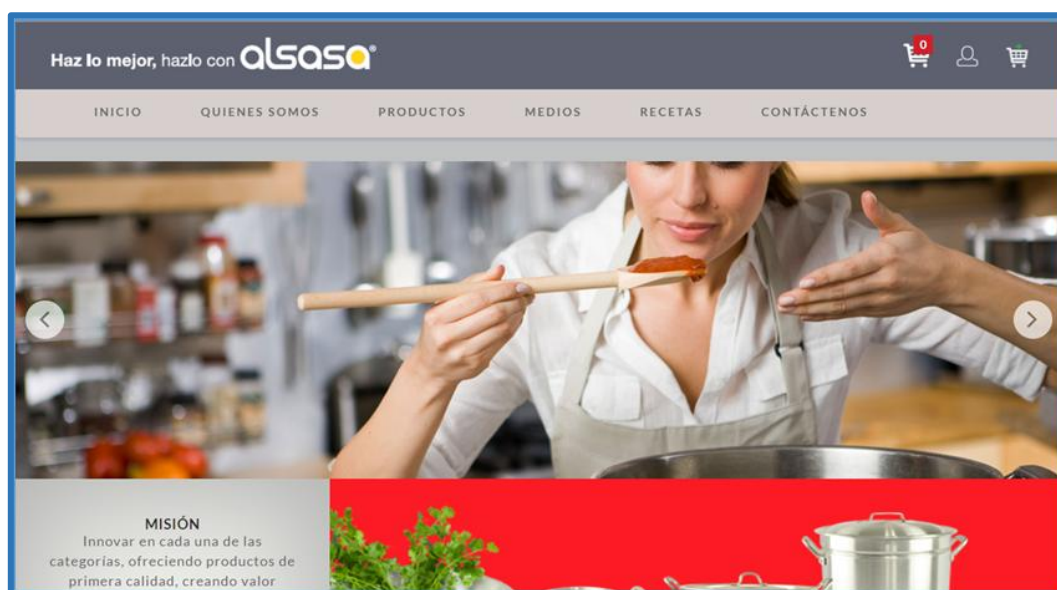 Haz lo mejor, hazlo con alsasa®
0
INICIO QUIENES SOMOS PRODUCTOS MEDIOS RECETAS CONTÁCTENOS
MISIÓN
Innovar en cada una de las
categorías, ofreciendo productos de
primera calidad, creando valor